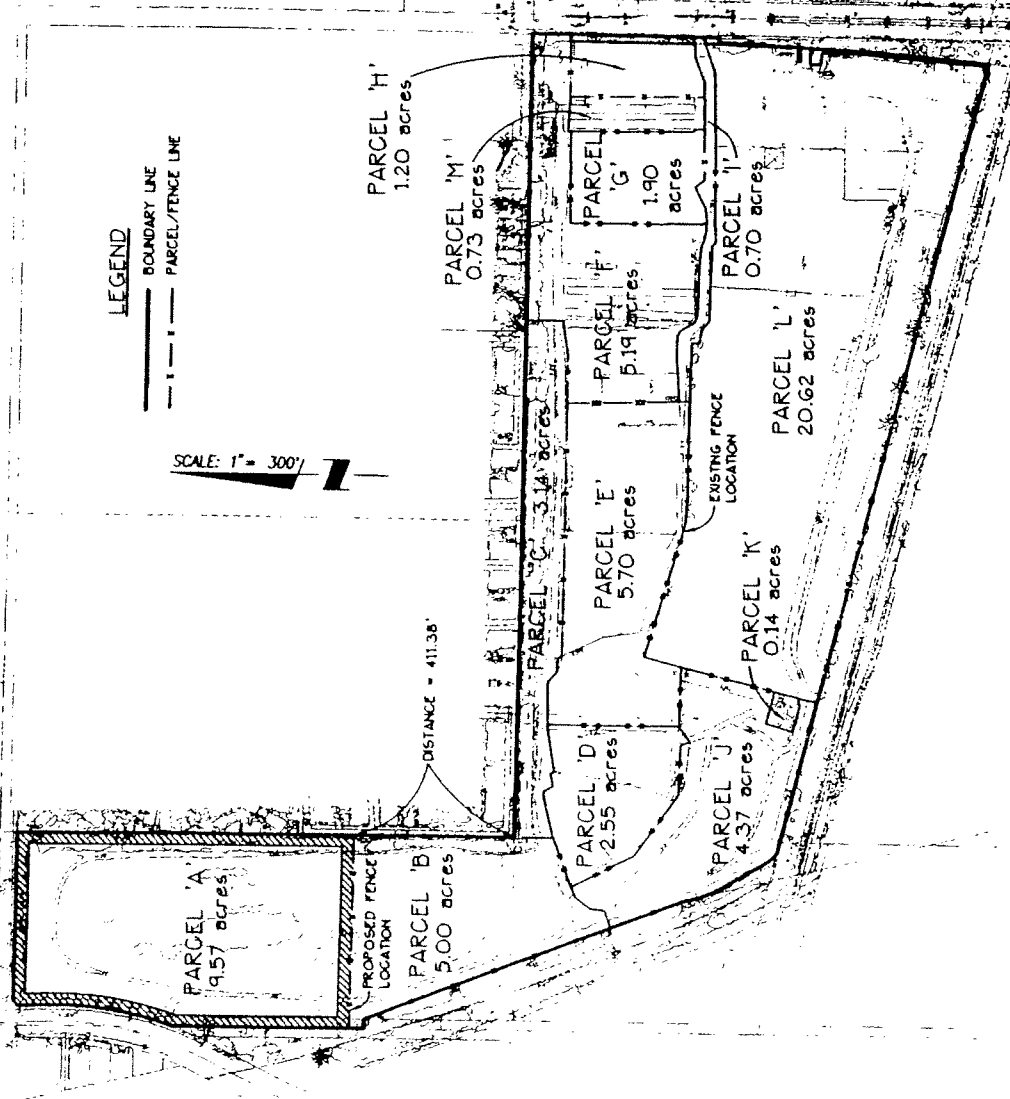 LEGEND
BOUNDARY LINE
PARCEL/FENCE LINE
SCALE: 1" = 300'
PARCEL 'H'
1.20 acres
PARCEL 'M'
0.73 acres
PARCEL
'G'
1.90
acres
PARCEL 'I'
0.70 acres
PARCEL 'F'
5.19 acres
PARCEL 'L'
20.62 acres
PARCEL 'C' 3.14 acres
PARCEL 'E'
5.70 acres
EXISTING FENCE
LOCATION
PARCEL 'K'
0.14 acres
DISTANCE = 411.38'
PARCEL 'D'
2.55 acres
PARCEL 'J'
4.37 acres
PARCEL 'A'
9.57 acres
PROPOSED FENCE
LOCATION
PARCEL 'B'
5.00 acres